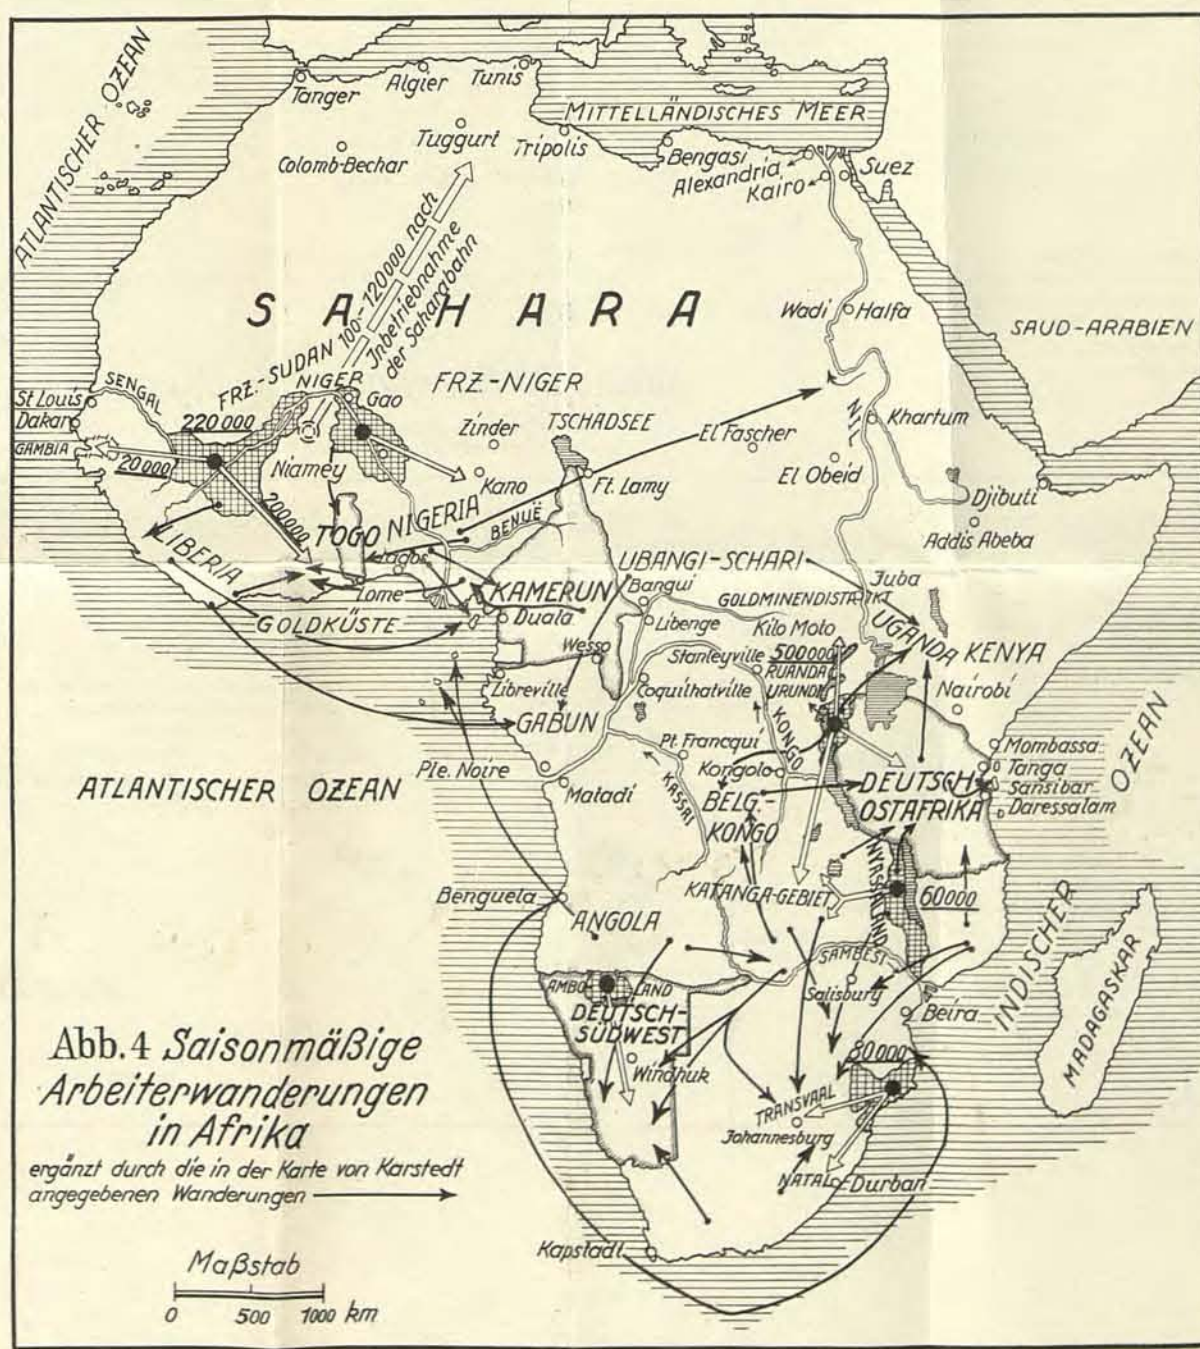 ATLANTISCHER OZEAN
Tanger
Algier
Tunis
MITTELLÄNDISCHES MEER
Colomb-Bechar
Tuggurt
Tripolis
Bengasi
Alexandria
Kairo
Suez
SAHARA
FRZ.-SUDAN 100-120000 nach
Inbetriebnahme
der Saharabahn
Wadi Halfa
SAUD-ARABIEN
FRZ.-NIGER
NIGER
Gao
SENGAL
St Louis
Dakar
GAMBIA
220000
20000
200000
Niamey
Zinder
TSCHADSEE
Kano
Ft. Lamy
El Fascher
El Obeid
NIL
Khartum
Djibuti
Addis Abeba
TOGO
NIGERIA
BENUË
LIBERIA
Lagos
Lome
GOLDKÜSTE
KAMERUN
Duala
UBANGI-SCHARI
Bangui
Libenge
GOLDMINENDISTRIKT
Kilo Moto
Juba
UGANDA
KENYA
Nairobi
Wesso
Stanleyville
500000
RUANDA
URUNDI
Libreville
Coquilhatville
GABUN
KONGO
Pt. Francqui
Kongolo
KASSAI
Pte. Noire
Matadi
BELG.-
KONGO
DEUTSCH-
OSTAFRIKA
Mombassa
Tanga
Sansibar
Daressalam
ATLANTISCHER OZEAN
INDISCHER OZEAN
Benguela
ANGOLA
KATANGA-GEBIET
NYASSALAND
60000
SAMBESI
Salisbury
Beira
MADAGASKAR
AMBO-LAND
DEUTSCH-
SÜDWEST
Windhuk
80000
TRANSVAAL
Johannesburg
NATAL
Durban
Kapstadt
Abb. 4 Saisonmäßige
Arbeiterwanderungen
in Afrika
ergänzt durch die in der Karte von Karstedt
angegebenen Wanderungen
Maßstab
0 500 1000 km